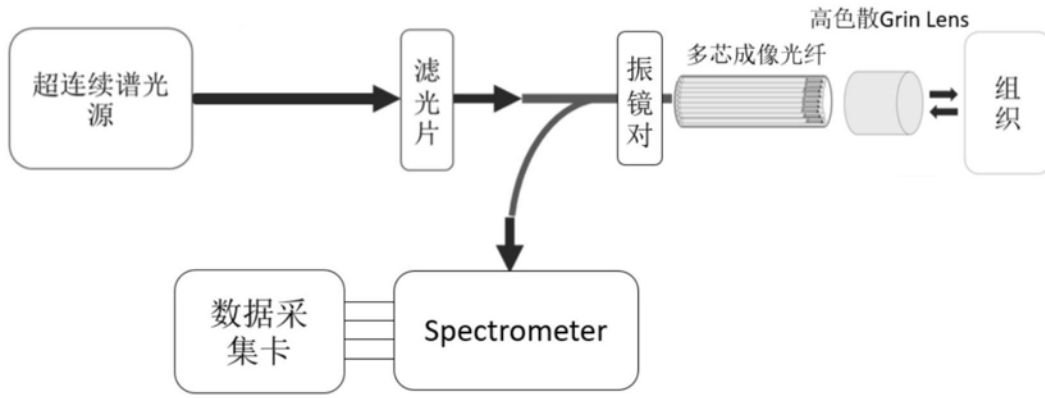 超连续谱光
源
滤
光
片
振
镜
对
多芯成像光纤
高色散Grin Lens
组
织
数据采
集卡
Spectrometer